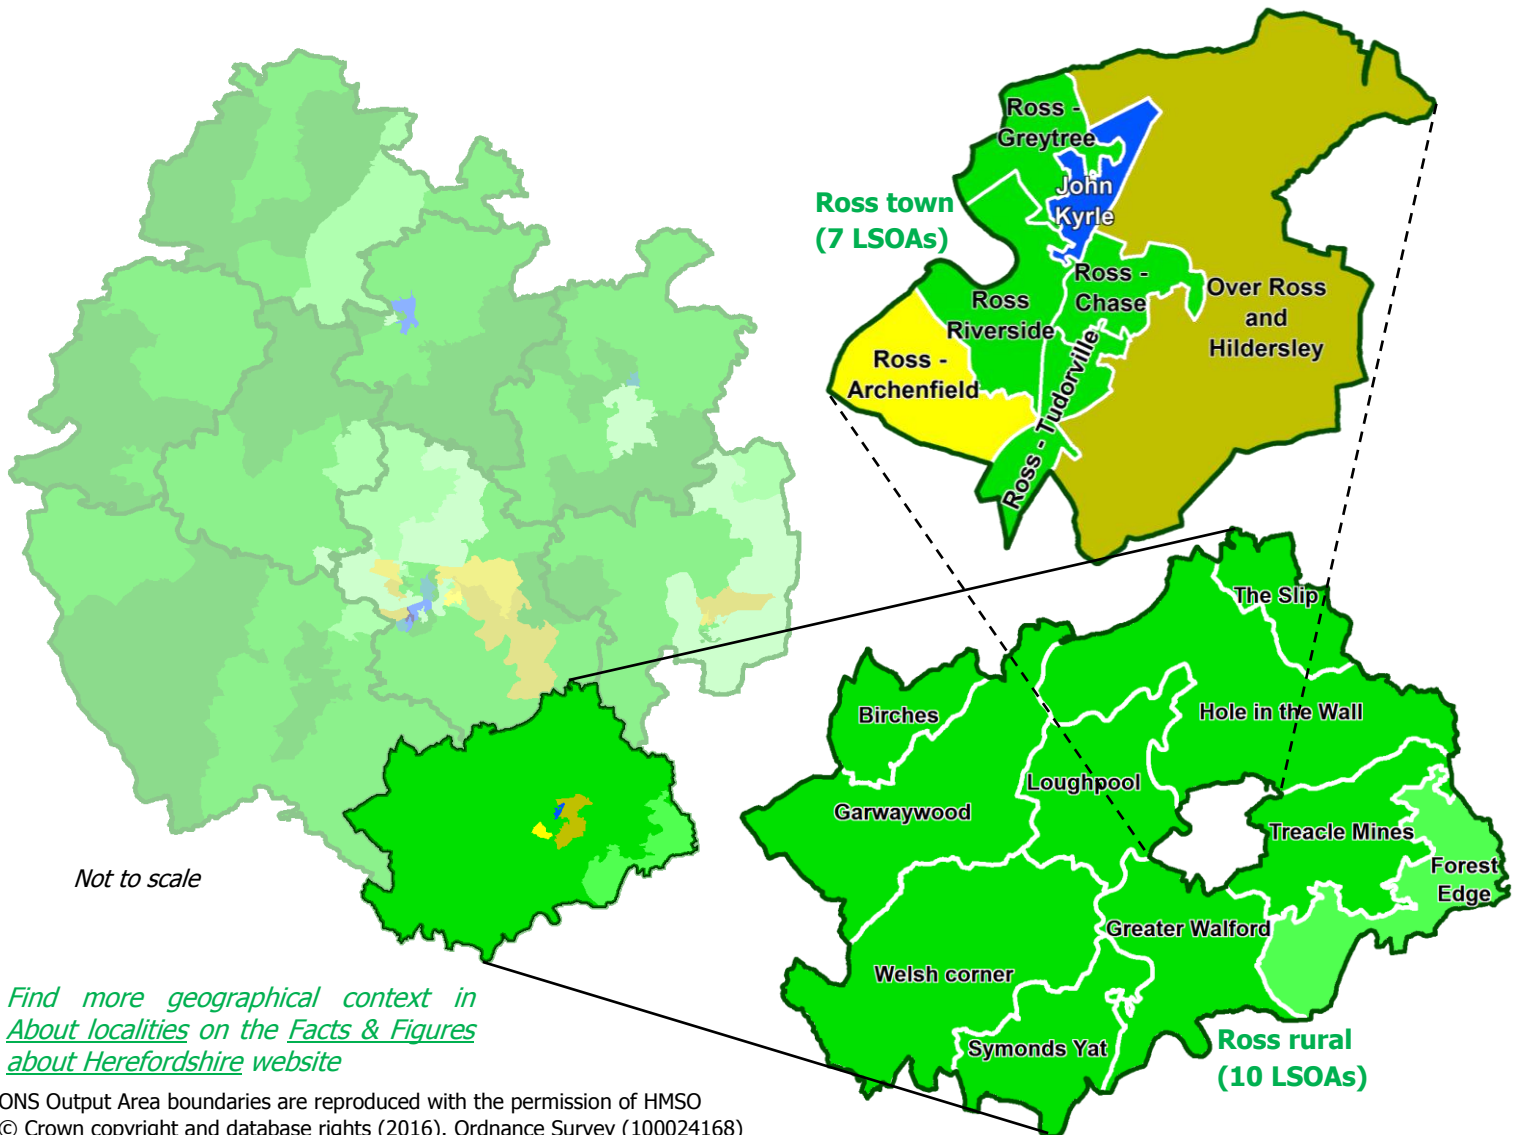 Ross -
Greytree
John
Kyrle
Ross town
(7 LSOAs)
Ross -
Chase
Over Ross
and
Hildersley
Ross
Riverside
Ross -
Archenfield
Ross - Tudorville
The Slip
Birches
Hole in the Wall
Loughpool
Garwaywood
Treacle Mines
Forest
Edge
Greater Walford
Welsh corner
Symonds Yat
Ross rural
(10 LSOAs)
Not to scale
Find more geographical context in
About localities on the Facts & Figures
about Herefordshire website
ONS Output Area boundaries are reproduced with the permission of HMSO
© Crown copyright and database rights (2016). Ordnance Survey (100024168)